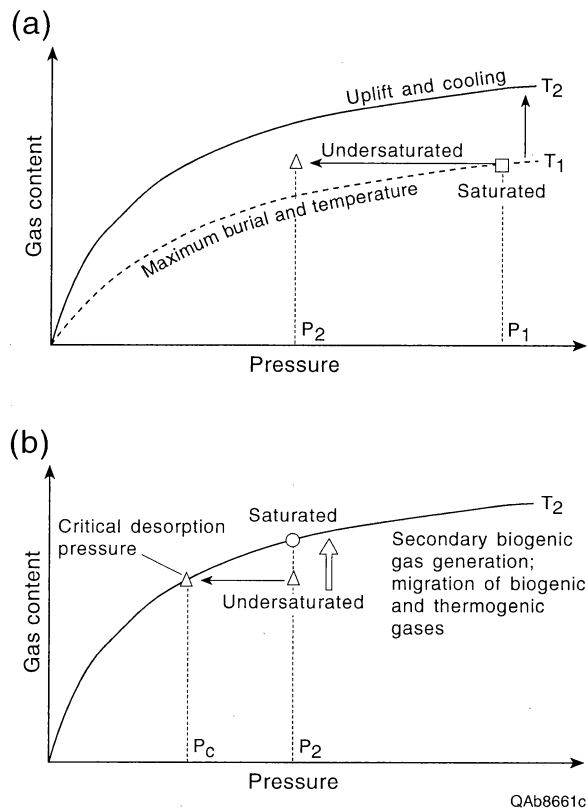 (a)
Uplift and cooling
T2
Undersaturated
T1
Saturated
Maximum burial and temperature
Gas content
P2
P1
Pressure
(b)
T2
Saturated
Critical desorption
pressure
Secondary biogenic
gas generation;
migration of biogenic
and thermogenic
gases
Undersaturated
Gas content
Pc
P2
Pressure
QAb8661c